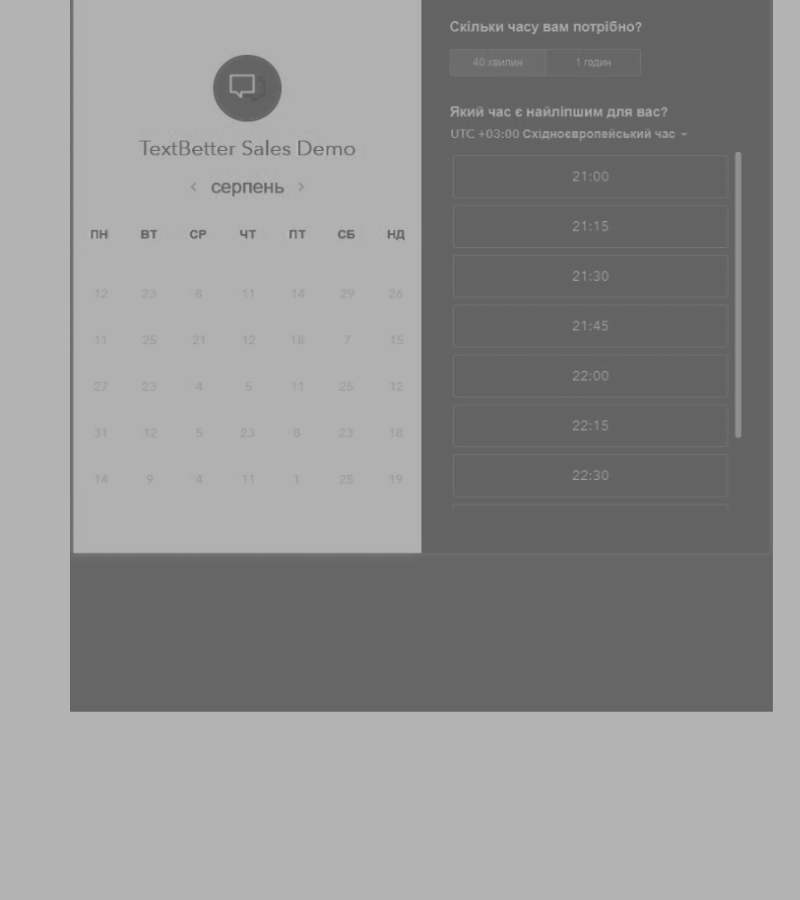 TextBetter Sales Demo
< серпень >
ПН ВТ СР ЧТ ПТ СБ НД
12 23 8 11 14 29 26
11 25 21 12 18 7 15
27 23 4 5 11 25 12
31 12 5 23 8 23 18
14 9 4 11 1 25 19
Скільки часу вам потрібно?
40 хвилин 1 годин
Який час є найліпшим для вас?
UTC +03:00 Східноєвропейський час
21:00
21:15
21:30
21:45
22:00
22:15
22:30